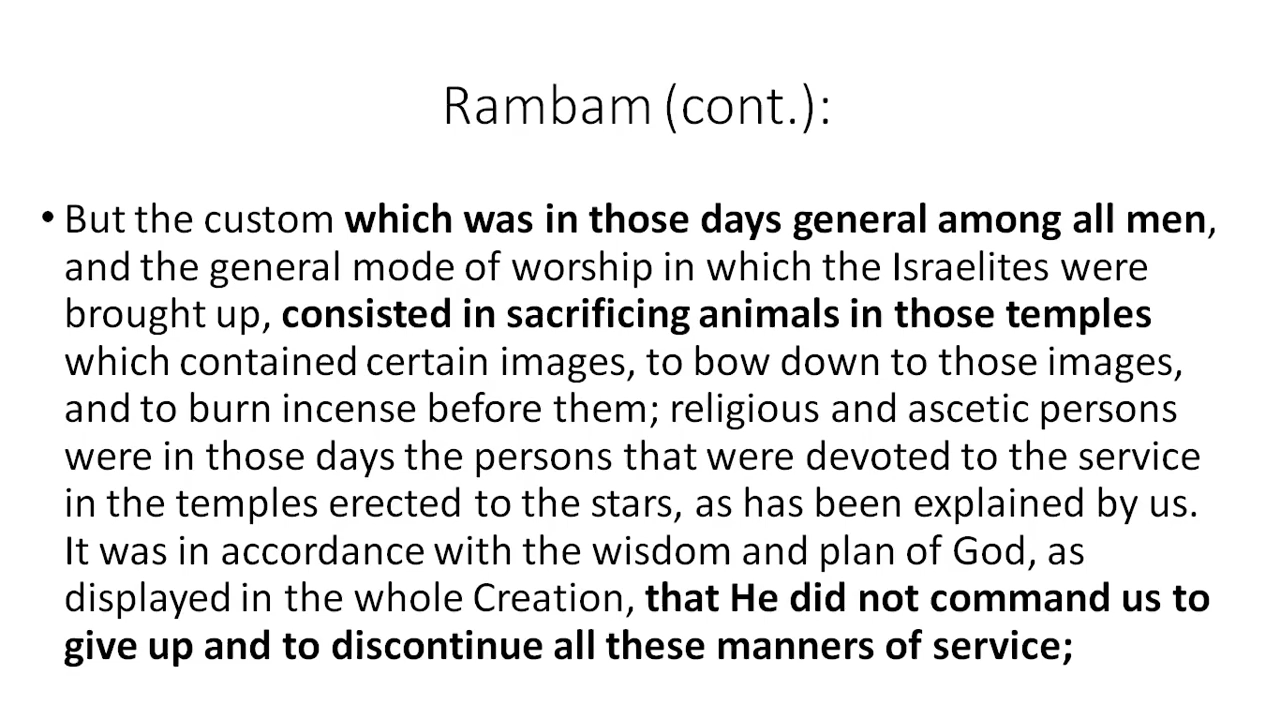 Rambam (cont.):
• But the custom which was in those days general among all men,
and the general mode of worship in which the Israelites were
brought up, consisted in sacrificing animals in those temples
which contained certain images, to bow down to those images,
and to burn incense before them; religious and ascetic persons
were in those days the persons that were devoted to the service
in the temples erected to the stars, as has been explained by us.
It was in accordance with the wisdom and plan of God, as
displayed in the whole Creation, that He did not command us to
give up and to discontinue all these manners of service;